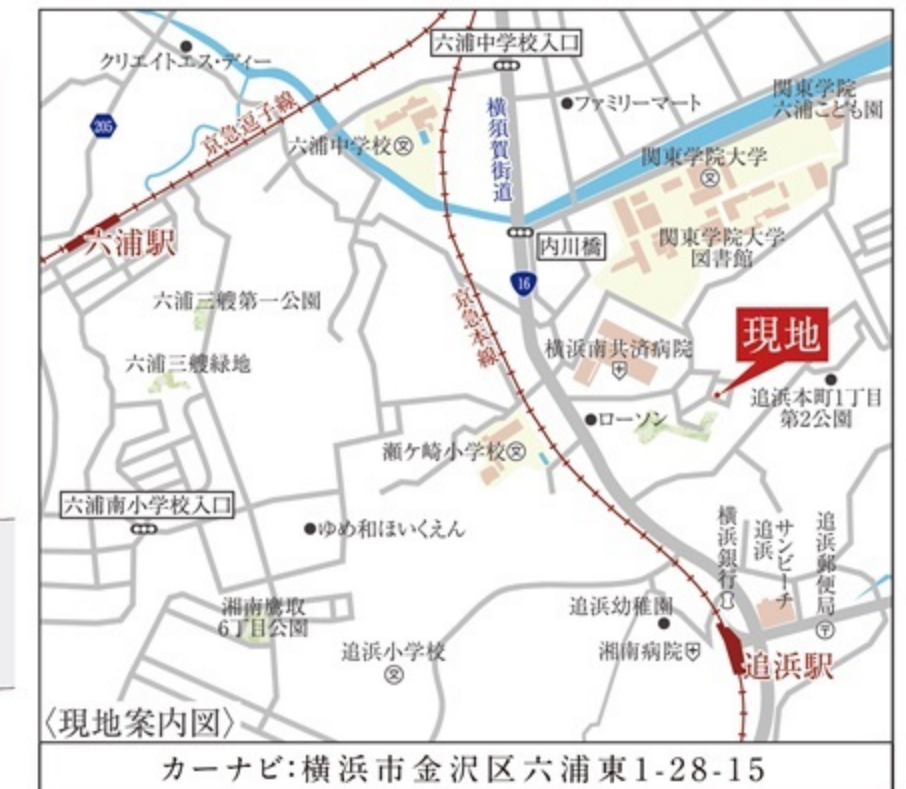 六浦中学校入口
クリエイトエス・ディー
205
京急逗子線
六浦中学校
横須賀街道
ファミリーマート
関東学院
六浦こども園
関東学院大学
六浦駅
内川橋
関東学院大学
図書館
16
六浦三艘第一公園
京急本線
現地
横浜南共済病院
六浦三艘緑地
追浜本町1丁目
第2公園
ローソン
瀬ケ崎小学校
六浦南小学校入口
ゆめ和ほいくえん
横浜銀行
サンビーチ
追浜
追浜郵便局
湘南鷹取
6丁目公園
追浜幼稚園
追浜小学校
湘南病院
追浜駅
〈現地案内図〉
カーナビ:横浜市金沢区六浦東1-28-15